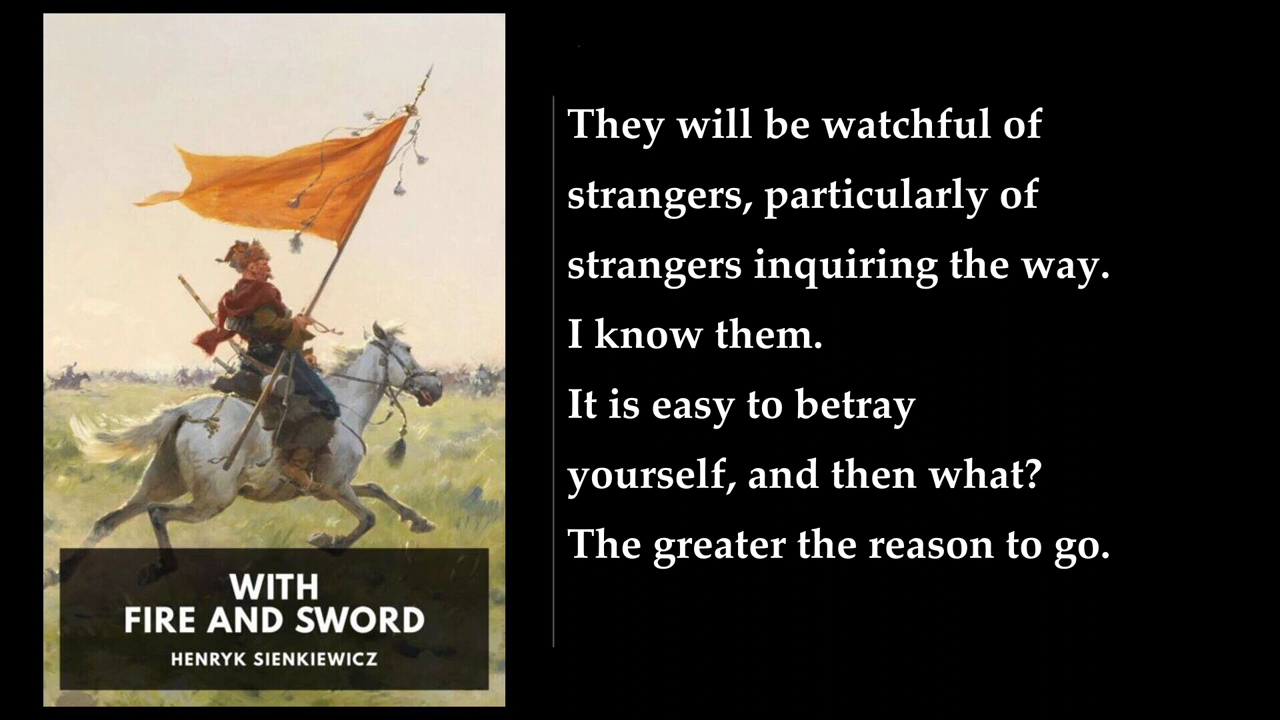 They will be watchful of
strangers, particularly of
strangers inquiring the way.
I know them.
It is easy to betray
yourself, and then what?
The greater the reason to go.
WITH
FIRE AND SWORD
HENRYK SIENKIEWICZ